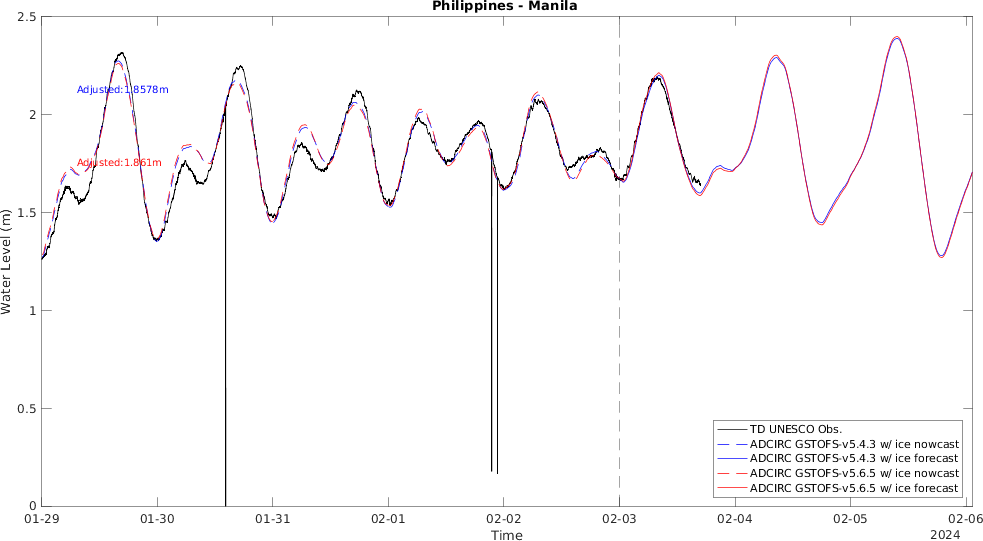 Philippines - Manila
2.5
2
1.5
1
0.5
0
Water Level (m)
Adjusted:1.8578m
Adjusted:1.861m
TD UNESCO Obs.
ADCIRC GSTOFS-v5.4.3 w/ ice nowcast
ADCIRC GSTOFS-v5.4.3 w/ ice forecast
ADCIRC GSTOFS-v5.6.5 w/ ice nowcast
ADCIRC GSTOFS-v5.6.5 w/ ice forecast
01-29 01-30 01-31 02-01 02-02 02-03 02-04 02-05 02-06
Time
2024